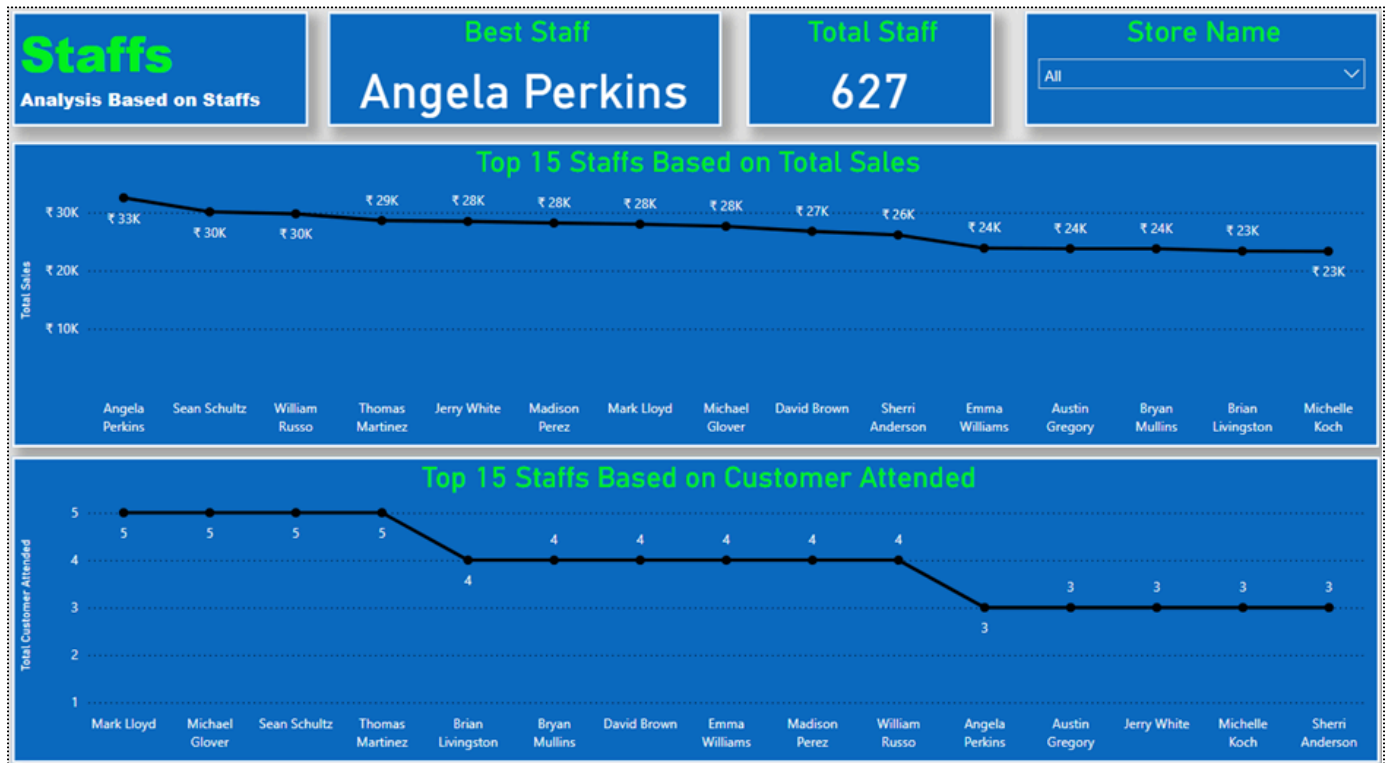 Staffs
Analysis Based on Staffs
Best Staff
Angela Perkins
Total Staff
627
Store Name
All
Top 15 Staffs Based on Total Sales
Total Sales
₹ 30K
₹ 20K
₹ 10K
₹ 33K
₹ 30K
₹ 30K
₹ 29K
₹ 28K
₹ 28K
₹ 28K
₹ 28K
₹ 27K
₹ 26K
₹ 24K
₹ 24K
₹ 24K
₹ 23K
₹ 23K
Angela
Perkins
Sean Schultz
William
Russo
Thomas
Martinez
Jerry White
Madison
Perez
Mark Lloyd
Michael
Glover
David Brown
Sherri
Anderson
Emma
Williams
Austin
Gregory
Bryan
Mullins
Brian
Livingston
Michelle
Koch
Top 15 Staffs Based on Customer Attended
Total Customer Attended
5
4
3
2
1
5
5
5
5
4
4
4
4
4
4
3
3
3
3
3
Mark Lloyd
Michael
Glover
Sean Schultz
Thomas
Martinez
Brian
Livingston
Bryan
Mullins
David Brown
Emma
Williams
Madison
Perez
William
Russo
Angela
Perkins
Austin
Gregory
Jerry White
Michelle
Koch
Sherri
Anderson